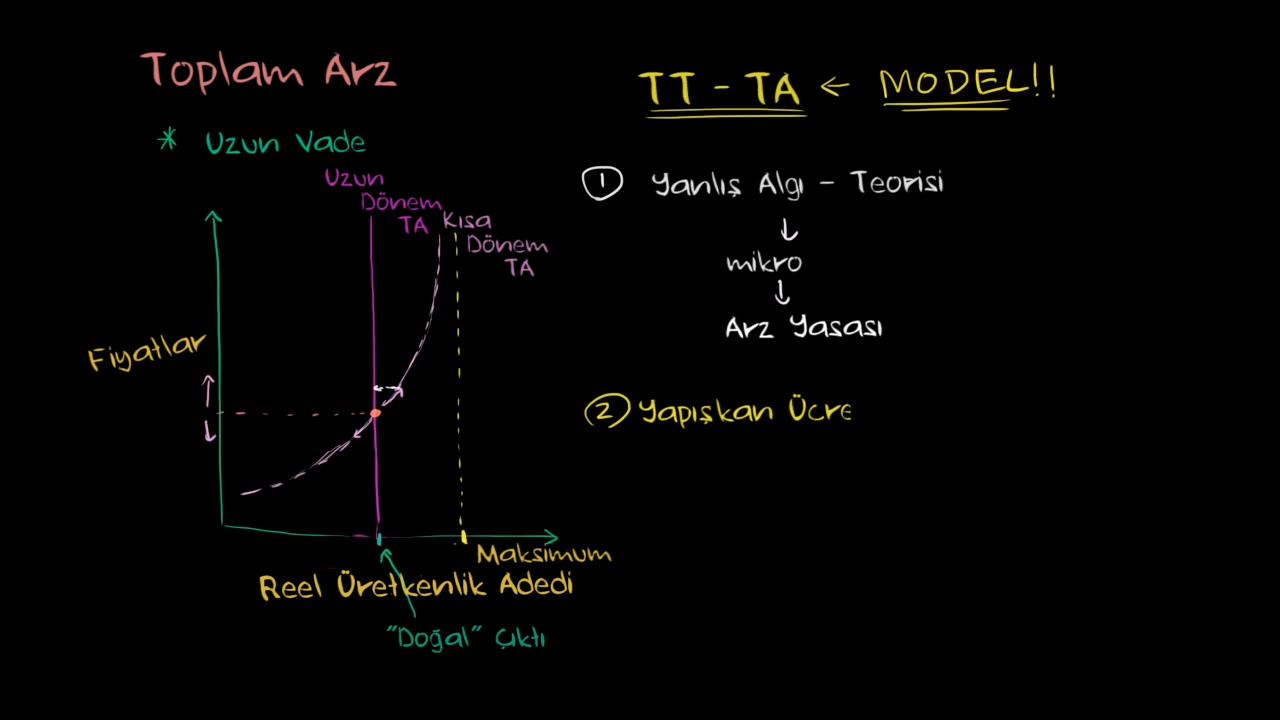 Toplam Arz
* Uzun Vade
Uzun
Dönem
TA
Kısa
Dönem
TA
Fiyatlar
Maksimum
Reel Üretkenlik Adedi
"Doğal" Çıktı
TT - TA ← MODEL!!
1 Yanlış Algı - Teorisi
↓
mikro
↓
Arz Yasası
2 Yapışkan Ücre